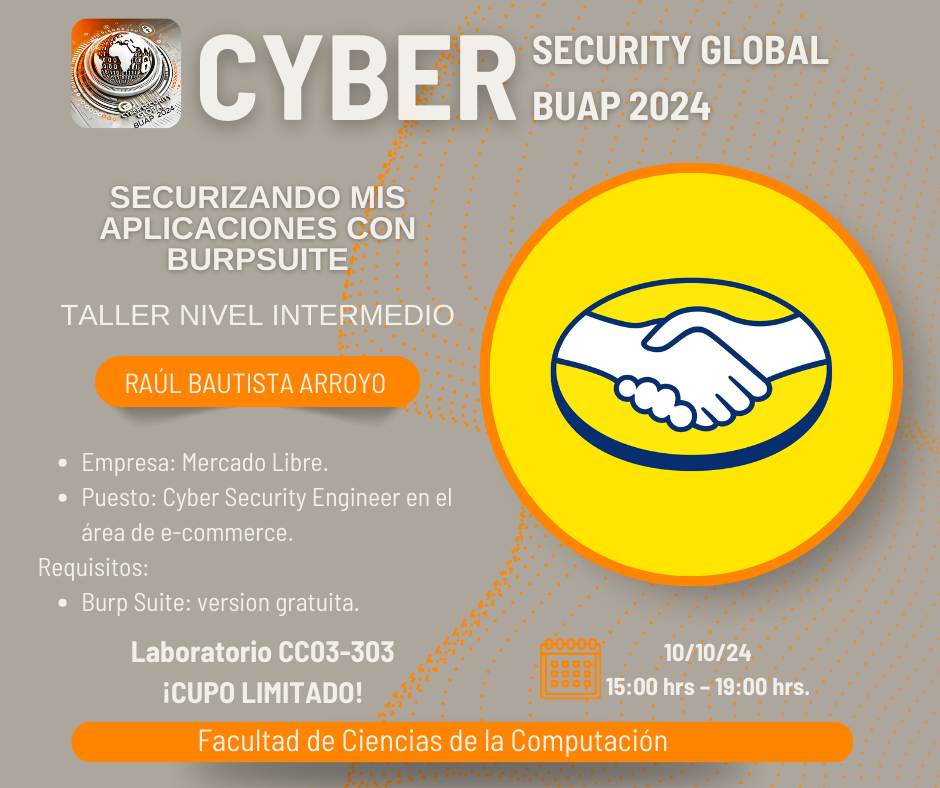 CYBER
SECURITY GLOBAL
BUAP 2024
SECURIZANDO MIS
APLICACIONES CON
BURPSUITE
TALLER NIVEL INTERMEDIO
RAÚL BAUTISTA ARROYO
• Empresa: Mercado Libre.
• Puesto: Cyber Security Engineer en el
área de e-commerce.
Requisitos:
• Burp Suite: version gratuita.
Laboratorio CC03-303
¡CUPO LIMITADO!
10/10/24
15:00 hrs – 19:00 hrs.
Facultad de Ciencias de la Computación